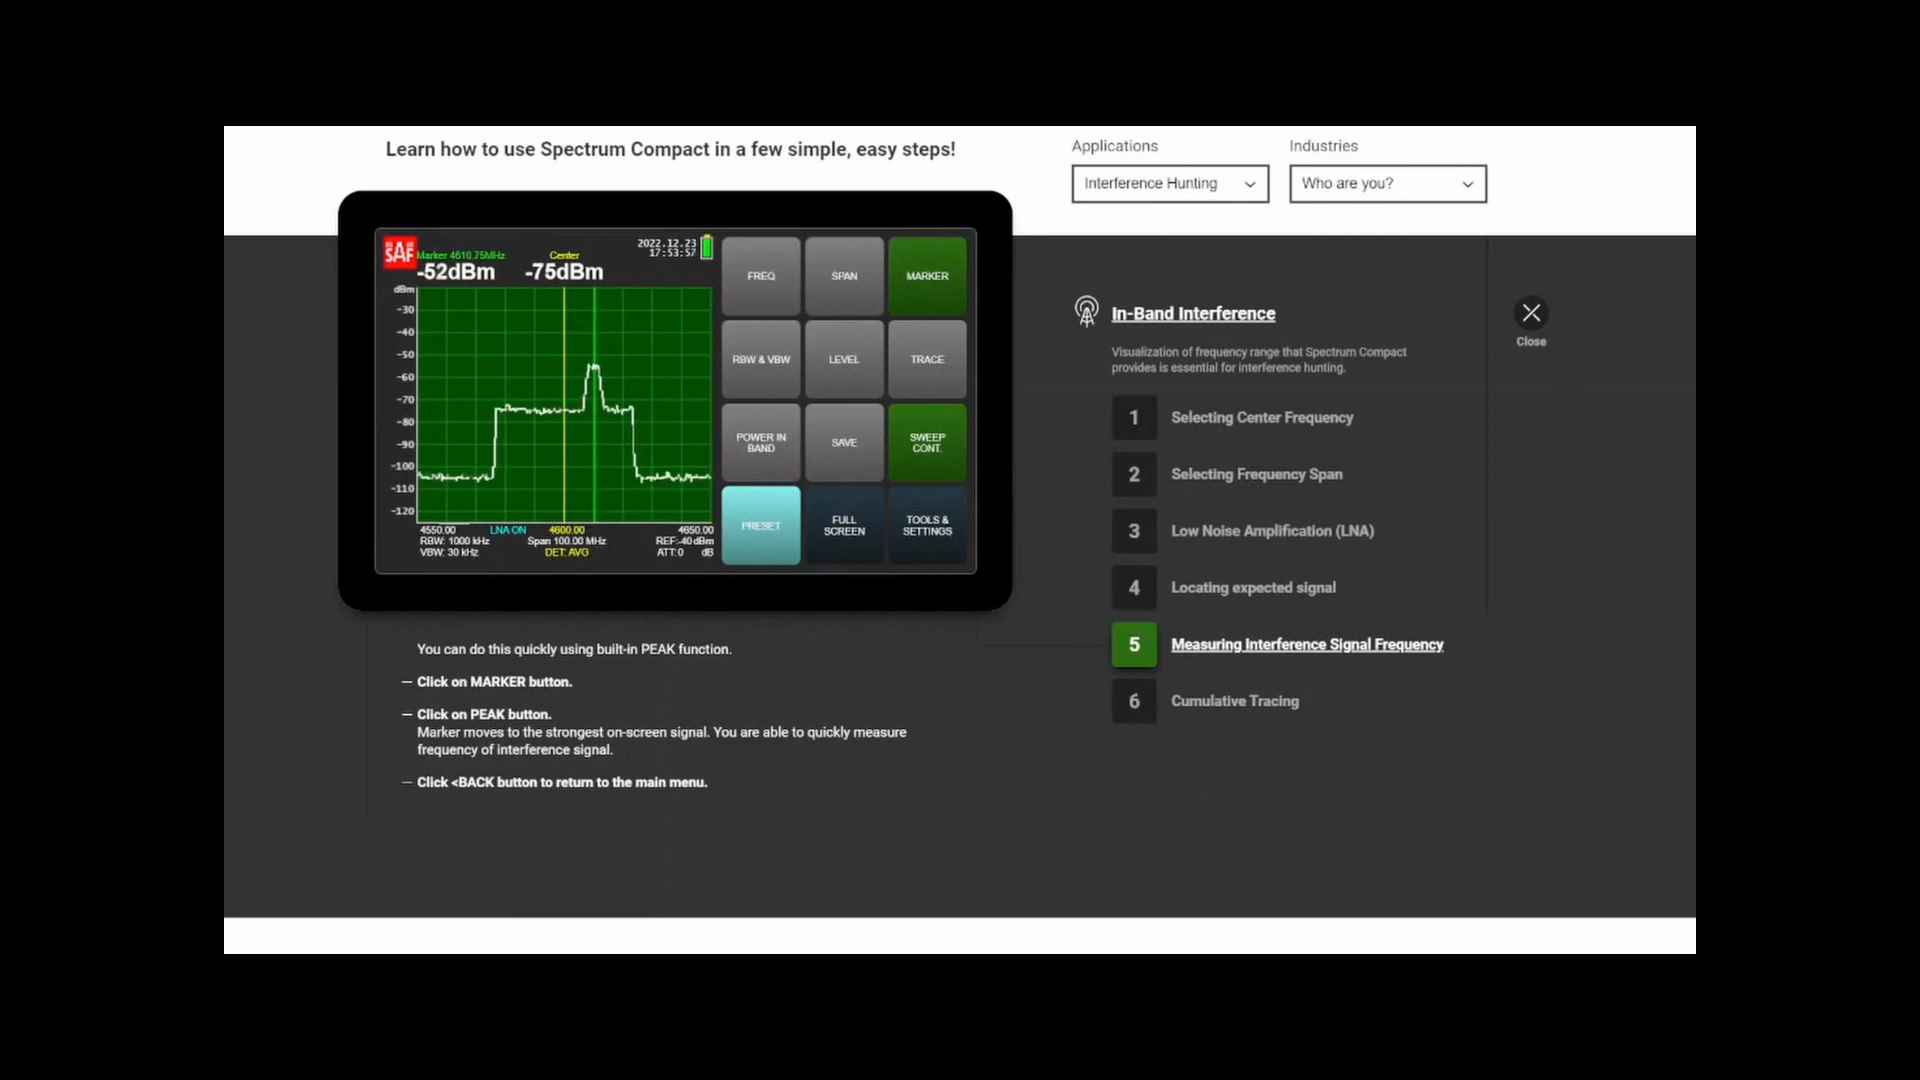 Learn how to use Spectrum Compact in a few simple, easy steps!
Applications
Industries
Interference Hunting
Who are you?
SAF
Marker 4610.75MHz
-52dBm
Center
-75dBm
2022.12.23
17:53:57
dBm
-30
-40
-50
-60
-70
-80
-90
-100
-110
-120
4550.00
LNA ON
4600.00
4650.00
RBW: 1000 kHz
Span 100.00 MHz
REF:-40 dBm
VBW: 30 kHz
DET: AVG
ATT:0 dB
FREQ
SPAN
MARKER
RBW & VBW
LEVEL
TRACE
POWER IN
BAND
SAVE
SWEEP
CONT.
PRESET
FULL
SCREEN
TOOLS &
SETTINGS
You can do this quickly using built-in PEAK function.
— Click on MARKER button.
— Click on PEAK button.
Marker moves to the strongest on-screen signal. You are able to quickly measure
frequency of interference signal.
— Click <BACK button to return to the main menu.
In-Band Interference
Visualization of frequency range that Spectrum Compact
provides is essential for interference hunting.
1 Selecting Center Frequency
2 Selecting Frequency Span
3 Low Noise Amplification (LNA)
4 Locating expected signal
5 Measuring Interference Signal Frequency
6 Cumulative Tracing
Close